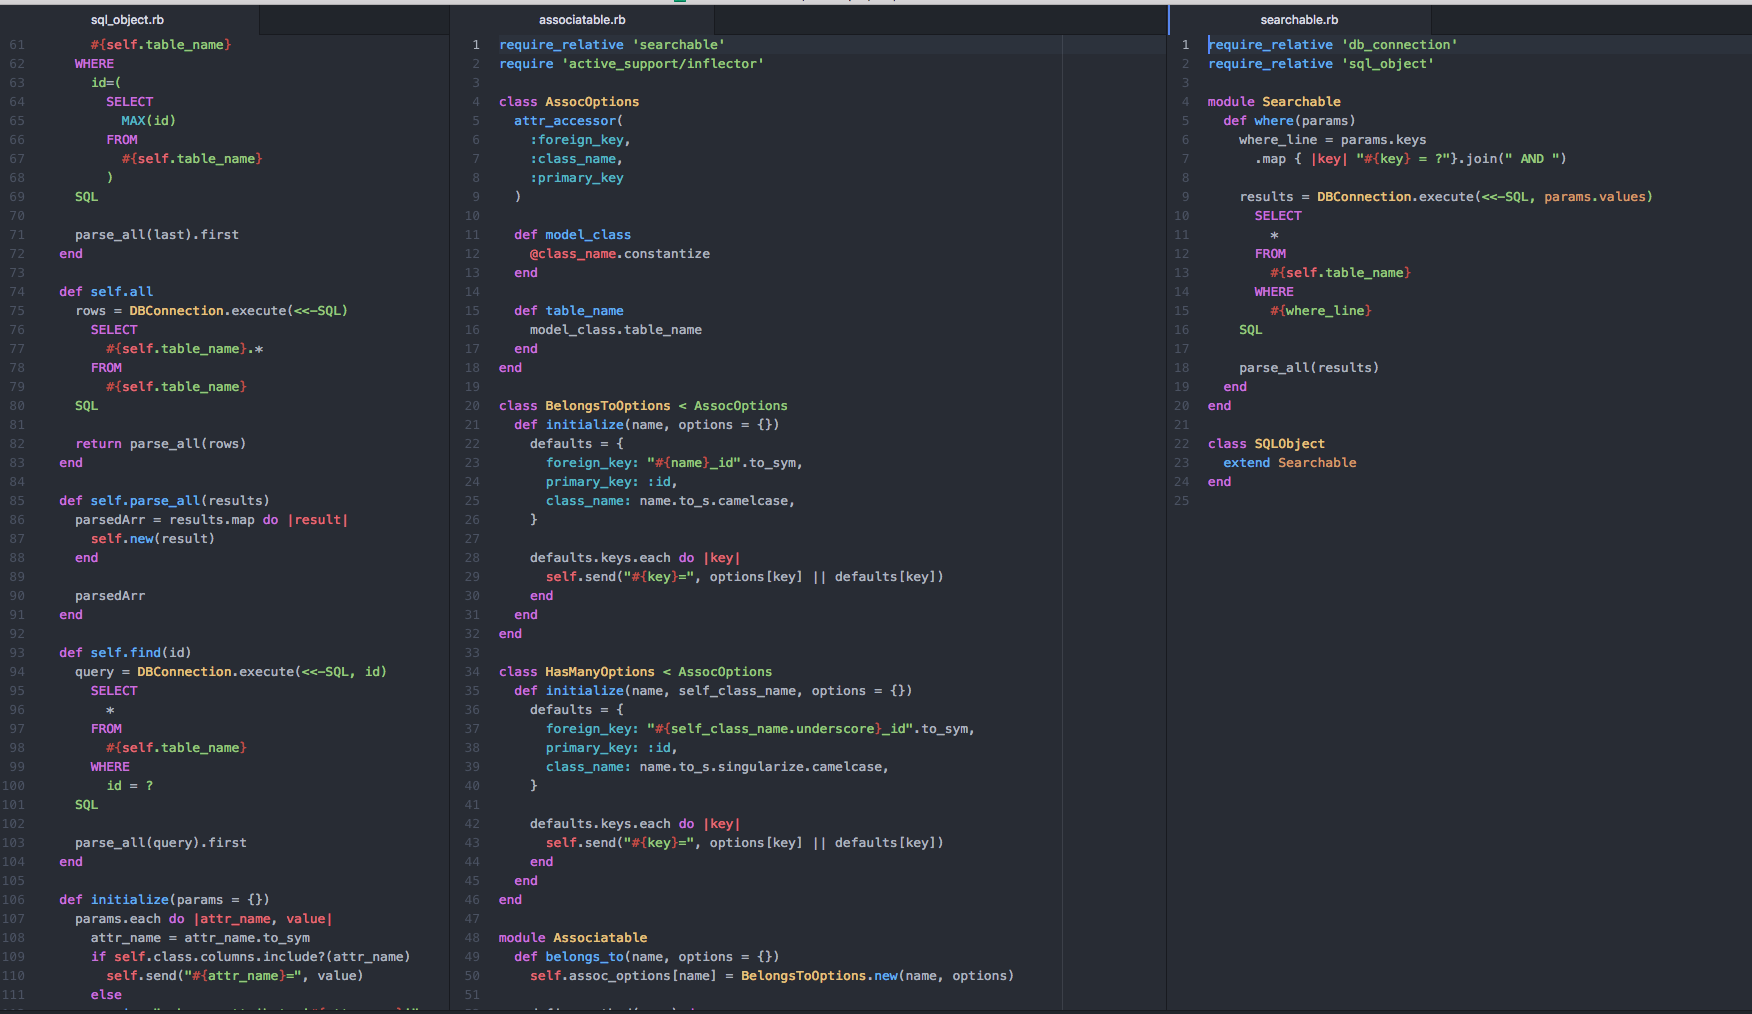 sql_object.rb
61 #{self.table_name}
62 WHERE
63 id=(
64 SELECT
65 MAX(id)
66 FROM
67 #{self.table_name}
68 )
69 SQL
70
71 parse_all(last).first
72 end
73
74 def self.all
75 rows = DBConnection.execute(<<-SQL)
76 SELECT
77 #{self.table_name}.*
78 FROM
79 #{self.table_name}
80 SQL
81
82 return parse_all(rows)
83 end
84
85 def self.parse_all(results)
86 parsedArr = results.map do |result|
87 self.new(result)
88 end
89
90 parsedArr
91 end
92
93 def self.find(id)
94 query = DBConnection.execute(<<-SQL, id)
95 SELECT
96 *
97 FROM
98 #{self.table_name}
99 WHERE
100 id = ?
101 SQL
102
103 parse_all(query).first
104 end
105
106 def initialize(params = {})
107 params.each do |attr_name, value|
108 attr_name = attr_name.to_sym
109 if self.class.columns.include?(attr_name)
110 self.send("#{attr_name}=", value)
111 else
associatable.rb
1 require_relative 'searchable'
2 require 'active_support/inflector'
3
4 class AssocOptions
5 attr_accessor(
6 :foreign_key,
7 :class_name,
8 :primary_key
9 )
10
11 def model_class
12 @class_name.constantize
13 end
14
15 def table_name
16 model_class.table_name
17 end
18 end
19
20 class BelongsToOptions < AssocOptions
21 def initialize(name, options = {})
22 defaults = {
23 foreign_key: "#{name}_id".to_sym,
24 primary_key: :id,
25 class_name: name.to_s.camelcase,
26 }
27
28 defaults.keys.each do |key|
29 self.send("#{key}=", options[key] || defaults[key])
30 end
31 end
32 end
33
34 class HasManyOptions < AssocOptions
35 def initialize(name, self_class_name, options = {})
36 defaults = {
37 foreign_key: "#{self_class_name.underscore}_id".to_sym,
38 primary_key: :id,
39 class_name: name.to_s.singularize.camelcase,
40 }
41
42 defaults.keys.each do |key|
43 self.send("#{key}=", options[key] || defaults[key])
44 end
45 end
46 end
47
48 module Associatable
49 def belongs_to(name, options = {})
50 self.assoc_options[name] = BelongsToOptions.new(name, options)
51
searchable.rb
1 require_relative 'db_connection'
2 require_relative 'sql_object'
3
4 module Searchable
5 def where(params)
6 where_line = params.keys
7 .map { |key| "#{key} = ?"}.join(" AND ")
8
9 results = DBConnection.execute(<<-SQL, params.values)
10 SELECT
11 *
12 FROM
13 #{self.table_name}
14 WHERE
15 #{where_line}
16 SQL
17
18 parse_all(results)
19 end
20 end
21
22 class SQLObject
23 extend Searchable
24 end
25